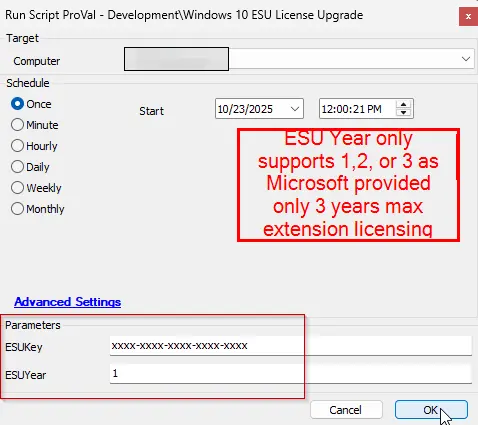 Run Script ProVal - Development\Windows 10 ESU License Upgrade
x
Target
Computer
Schedule
Once
Start
10/23/2025
12:00:21 PM
Minute
Hourly
Daily
Weekly
Monthly
ESU Year only
supports 1,2, or 3 as
Microsoft provided
only 3 years max
extension licensing
Advanced Settings
Parameters
ESUKey
xxxx-xxxx-xxxx-xxxx-xxxx
ESUYear
1
Cancel
OK